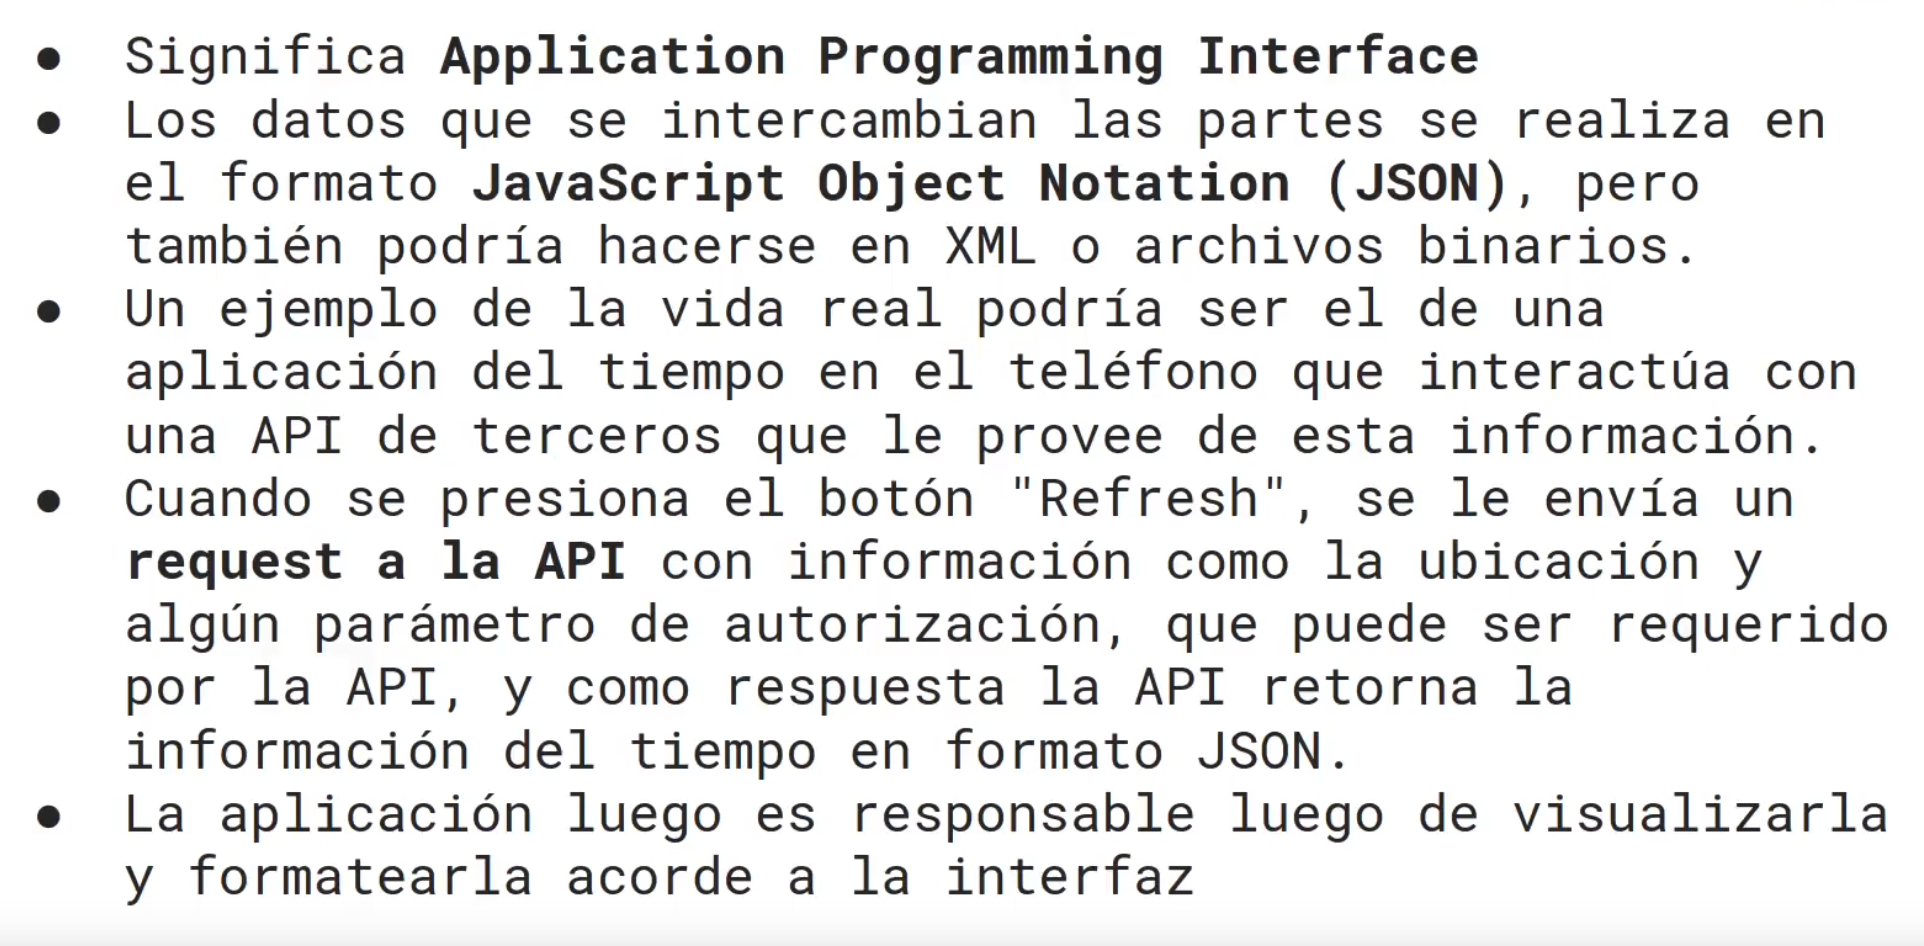 ● Significa Application Programming Interface
● Los datos que se intercambian las partes se realiza en
el formato JavaScript Object Notation (JSON), pero
también podría hacerse en XML o archivos binarios.
● Un ejemplo de la vida real podría ser el de una
aplicación del tiempo en el teléfono que interactúa con
una API de terceros que le provee de esta información.
● Cuando se presiona el botón "Refresh", se le envía un
request a la API con información como la ubicación y
algún parámetro de autorización, que puede ser requerido
por la API, y como respuesta la API retorna la
información del tiempo en formato JSON.
● La aplicación luego es responsable luego de visualizarla
y formatearla acorde a la interfaz